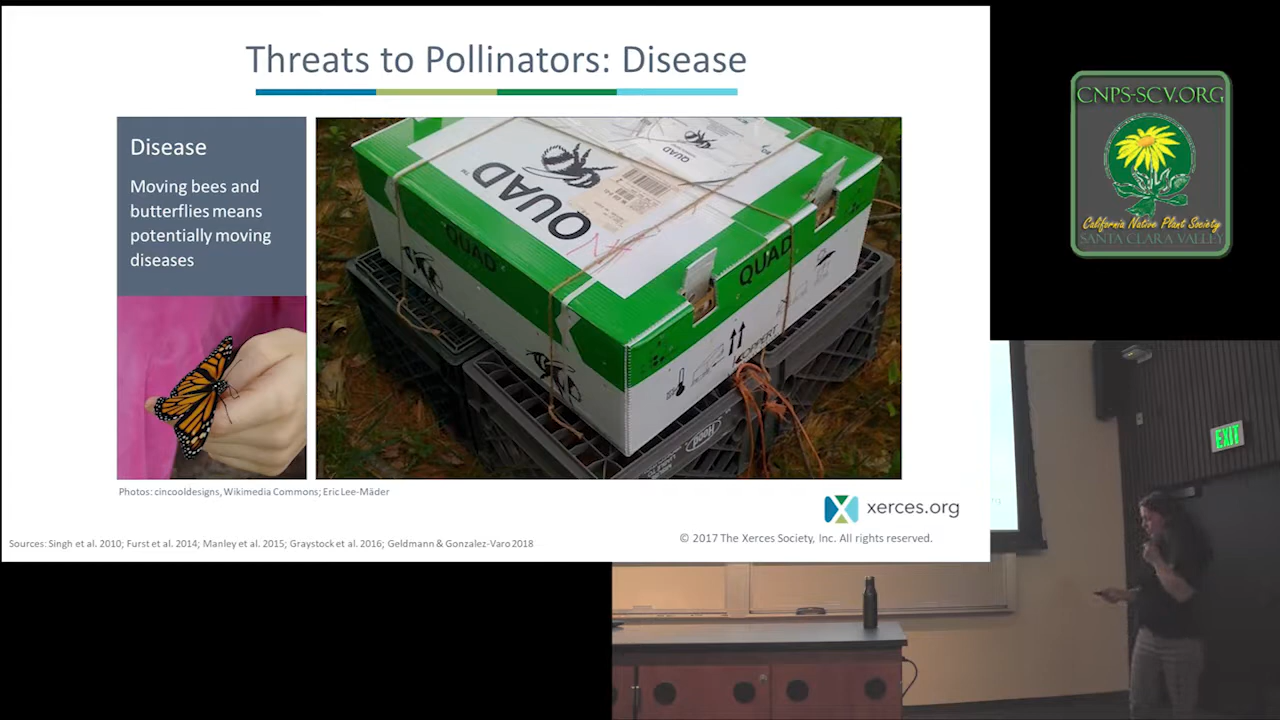 Threats to Pollinators: Disease
Disease
Moving bees and
butterflies means
potentially moving
diseases
QUAD
QUAD
QUAD
QUAD
KOPPERT
Hood
Photos: cincooldesigns, Wikimedia Commons; Eric Lee-Mäder
xerces.org
© 2017 The Xerces Society, Inc. All rights reserved.
Sources: Singh et al. 2010; Furst et al. 2014; Manley et al. 2015; Graystock et al. 2016; Geldmann & Gonzalez-Varo 2018
CNPS-SCV.ORG
California Native Plant Society
SANTA CLARA VALLEY
EXIT